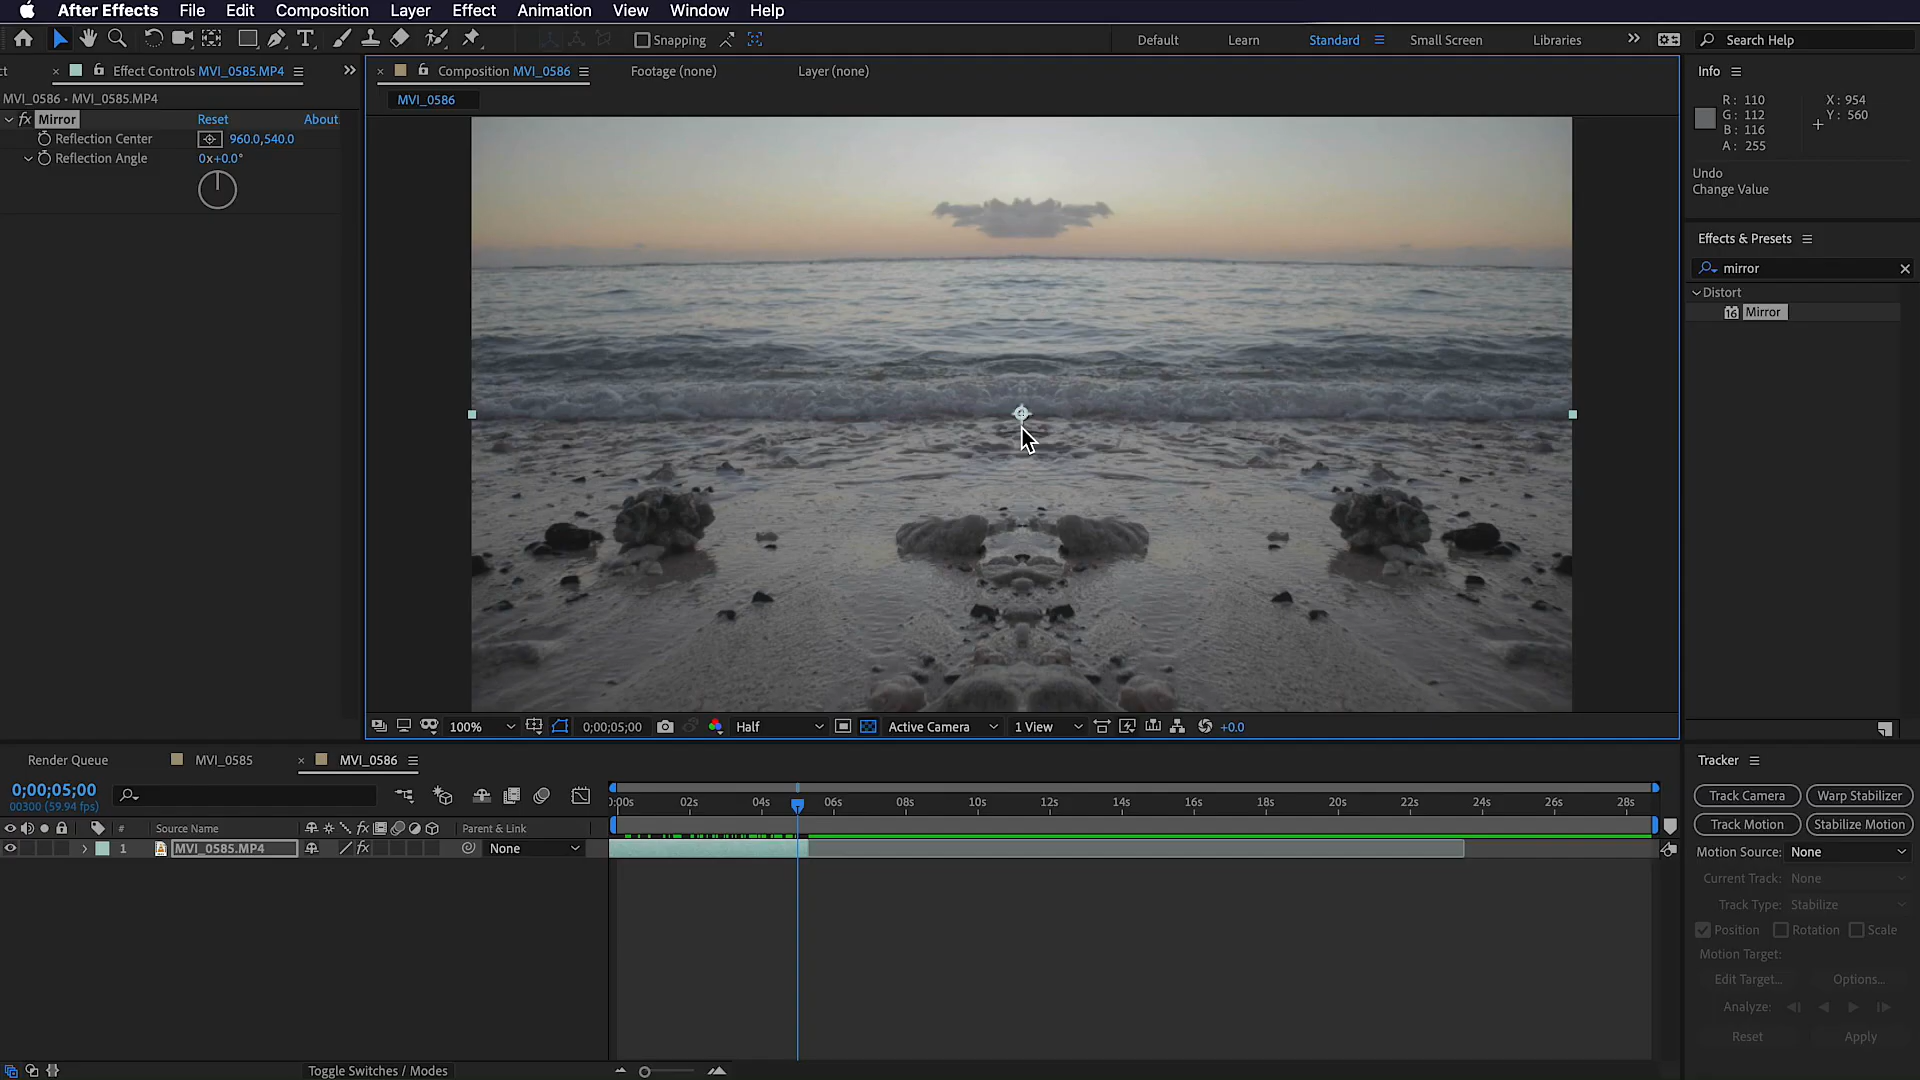 After Effects File Edit Composition Layer Effect Animation View Window Help
Snapping Default Learn Standard Small Screen Libraries Search Help
Effect Controls MVI_0585.MP4
Composition MVI_0586 Footage (none) Layer (none)
Info
MVI_0586 • MVI_0585.MP4
MVI_0586
R: 110 X: 954
G: 112 Y: 560
B: 116
A: 255
fx Mirror Reset About
Reflection Center 960.0,540.0
Reflection Angle 0x+0.0°
Undo
Change Value
Effects & Presets
mirror
Distort
16 Mirror
100% 0;00;05;00 Half Active Camera 1 View +0.0
Render Queue MVI_0585 MVI_0586
Tracker
0;00;05;00
00300 (59.94 fps)
02s 04s 06s 08s 10s 12s 14s 16s 18s 20s 22s 24s 26s 28s
# Source Name fx Parent & Link
1 MVI_0585.MP4 fx None
Track Camera Warp Stabilizer
Track Motion Stabilize Motion
Motion Source: None
Current Track: None
Track Type: Stabilize
Position Rotation Scale
Motion Target:
Edit Target... Options...
Analyze:
Reset Apply
Toggle Switches / Modes